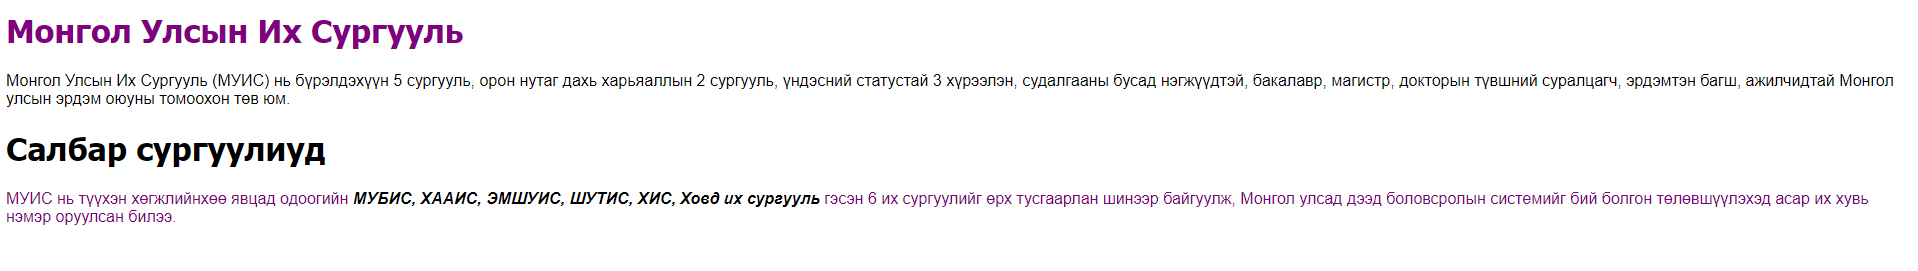 Монгол Улсын Их Сургууль
Монгол Улсын Их Сургууль (МУИС) нь бүрэлдэхүүн 5 сургууль, орон нутаг дахь харьяаллын 2 сургууль, үндэсний статустай 3 хүрээлэн, судалгааны бусад нэгжүүдтэй, бакалавр, магистр, докторын түвшний суралцагч, эрдэмтэн багш, ажилчидтай Монгол
улсын эрдэм оюуны томоохон төв юм.
Салбар сургуулиуд
МУИС нь түүхэн хөгжлийнхөө явцад одоогийн МУБИС, ХААИС, ЭМШУИС, ШУТИС, ХИС, Ховд их сургууль гэсэн 6 их сургуулийг өрх тусгаарлан шинээр байгуулж, Монгол улсад дээд боловсролын системийг бий болгон төлөвшүүлэхэд асар их хувь
нэмэр оруулсан билээ.